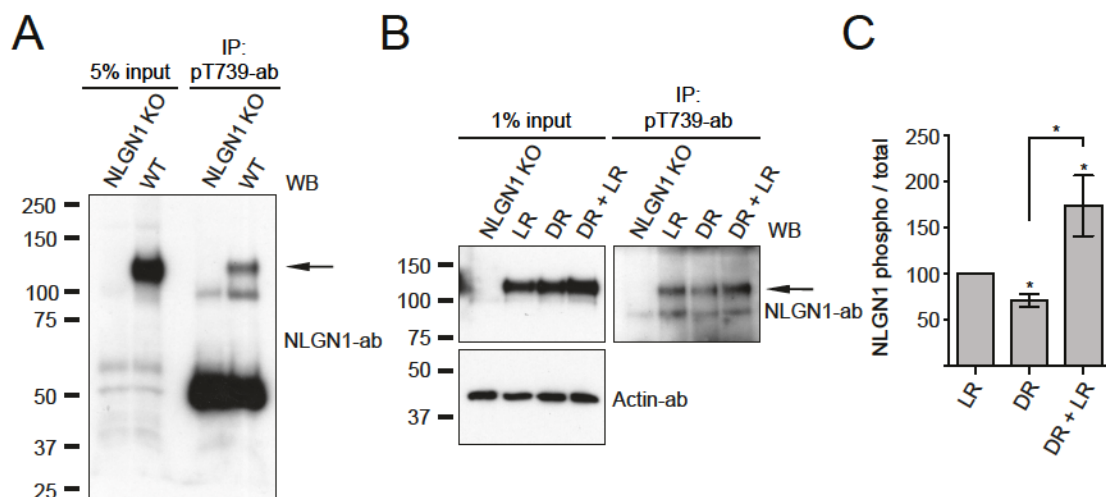 A
IP:
5% input
pT739-ab
NLGN1 KO
WT
NLGN1 KO
WT
WB
250
150
100
75
NLGN1-ab
50
37
25
B
IP:
1% input
pT739-ab
NLGN1 KO
LR
DR
DR + LR
NLGN1 KO
LR
DR
DR + LR
WB
150
100
NLGN1-ab
75
50
Actin-ab
37
C
NLGN1 phospho / total
250
200
150
100
50
*
*
*
LR
DR
DR + LR